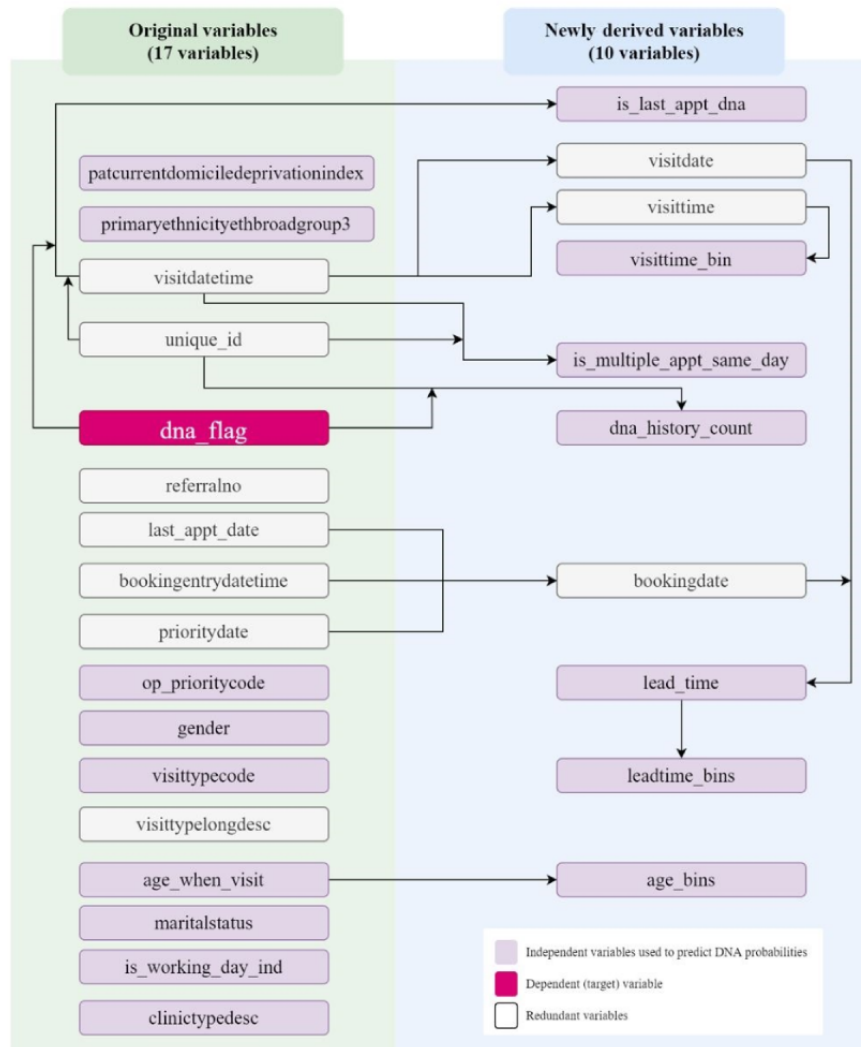 Original variables
(17 variables)
Newly derived variables
(10 variables)
is_last_appt_dna
patcurrentdomiciledeprivationindex
visitdate
primaryethnicityethbroadgroup3
visittime
visitdatetime
visittime_bin
unique_id
is_multiple_appt_same_day
dna_flag
dna_history_count
referralno
last_appt_date
bookingentrydatetime
bookingdate
prioritydate
op_prioritycode
lead_time
gender
visittypecode
leadtime_bins
visittypelongdesc
age_when_visit
age_bins
maritalstatus
is_working_day_ind
clinictypedesc
Independent variables used to predict DNA probabilities
Dependent (target) variable
Redundant variables